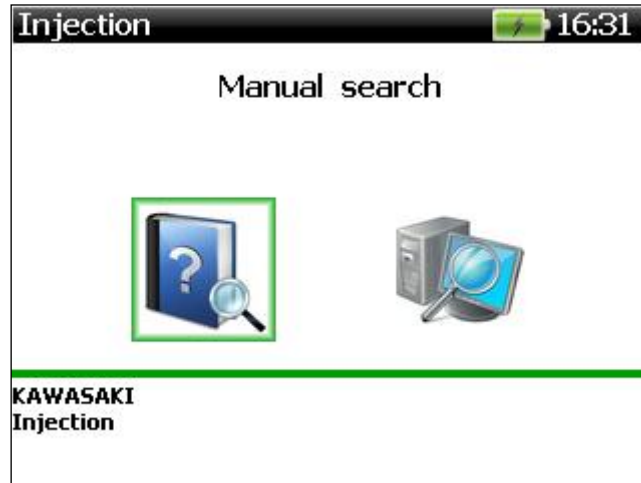 Injection 16:31
Manual search
?
KAWASAKI
Injection